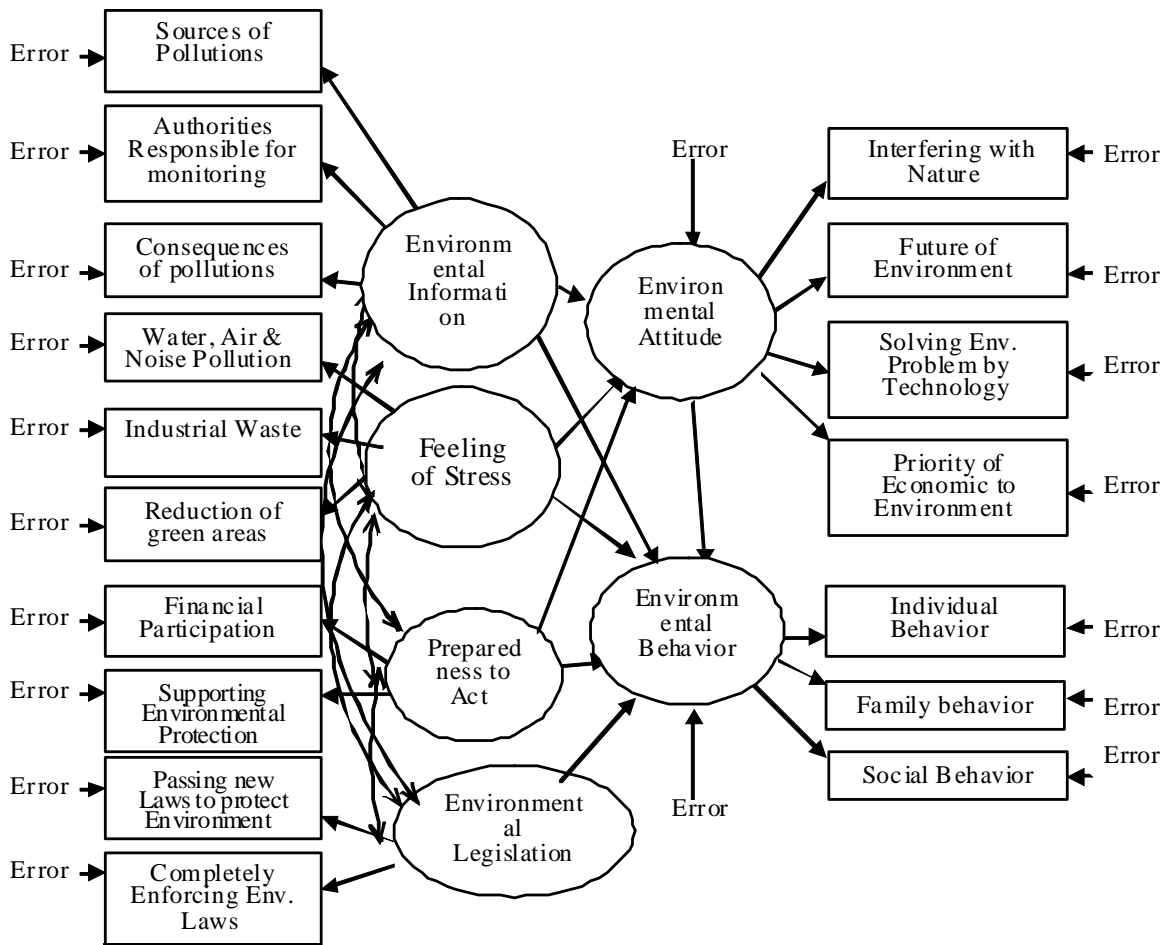 Error
Sources of
Pollutions
Error
Authorities
Responsible for
monitoring
Error
Consequences
of pollutions
Error
Water, Air &
Noise Pollution
Error
Industrial Waste
Error
Reduction of
green areas
Error
Financial
Participation
Error
Supporting
Environmental
Protection
Error
Passing new
Laws to protect
Environment
Error
Completely
Enforcing Env.
Laws
Environm
ental
Informati
on
Feeling
of Stress
Prepared
ness to
Act
Environment
al
Legislation
Error
Environ
mental
Attitude
Environm
ental
Behavior
Error
Interfering with
Nature
Error
Future of
Environment
Error
Solving Env.
Problem by
Technology
Error
Priority of
Economic to
Environment
Error
Individual
Behavior
Error
Family behavior
Error
Social Behavior
Error